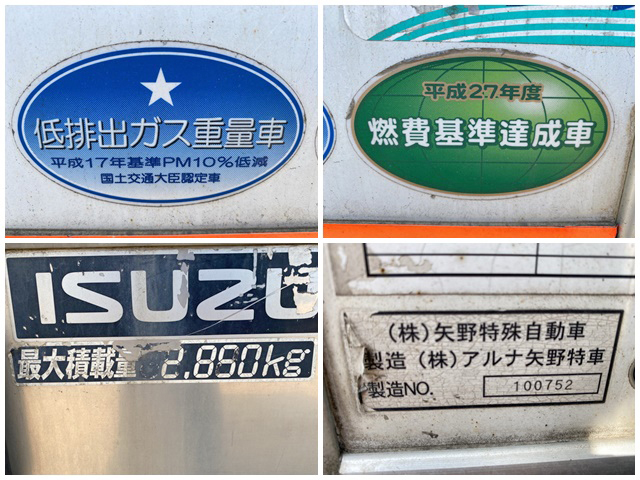 低排出ガス重量車
平成17年基準PM10%低減
国土交通大臣認定車
平成27年度
燃費基準達成車
ISUZU
最大積載量 2,890kg
(株)矢野特殊自動車
製造 (株)アルナ矢野特車
製造NO. 100752